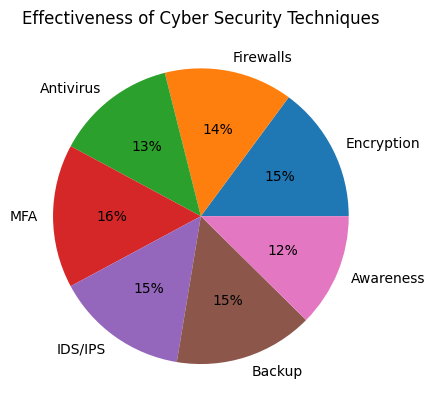 Effectiveness of Cyber Security Techniques
Firewalls
Antivirus
Encryption
14%
13%
15%
MFA
16%
12%
Awareness
15%
15%
IDS/IPS
Backup